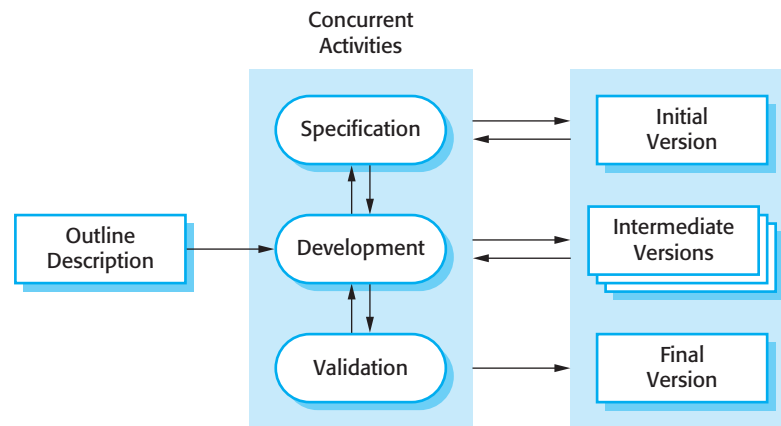 Concurrent
Activities
Specification
Initial
Version
Outline
Description
Development
Intermediate
Versions
Validation
Final
Version